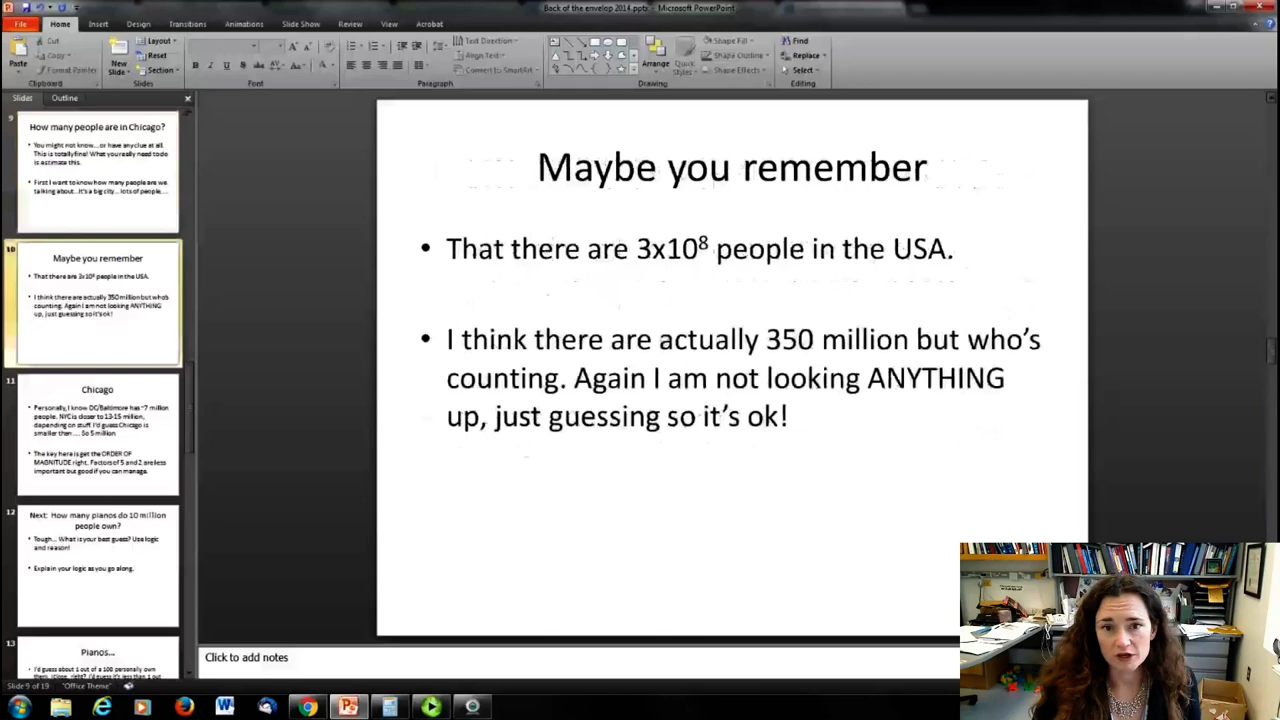 Back of the envelop 2014.pptx - Microsoft PowerPoint
File Home Insert Design Transitions Animations Slide Show Review View Acrobat
Cut
Copy
Format Painter
Paste
Clipboard
New
Slide
Layout
Reset
Section
Slides
Font
Text Direction
Align Text
Convert to SmartArt
Paragraph
Arrange
Quick
Styles
Shape Fill
Shape Outline
Shape Effects
Drawing
Find
Replace
Select
Editing
Slides Outline
9
How many people are in Chicago?
• You might not know...or have any clue at all.
This is totally fine! What you really need to do
is estimate this.
• First I want to know how many people are we
talking about...it's a big city... lots of people,...
10
Maybe you remember
• That there are 3x10⁸ people in the USA.
• I think there are actually 350 million but who's
counting. Again I am not looking ANYTHING
up, just guessing so it's ok!
11
Chicago
• Personally, I know DC/Baltimore has ~7 million
people. NYC is closer to 13-15 million,
depending on stuff. I'd guess Chicago is
smaller than.... So 5 million
• The key here is get the ORDER OF
MAGNITUDE right. Factors of 5 and 2 are less
important but good if you can manage.
12
Next: How many pianos do 10 million
people own?
• Tough... What is your best guess? Use logic
and reason!
• Explain your logic as you go along.
13
Pianos...
• I'd guess about 1 out of a 100 personally own
Maybe you remember
• That there are 3x10⁸ people in the USA.
• I think there are actually 350 million but who's
counting. Again I am not looking ANYTHING
up, just guessing so it's ok!
Click to add notes
Slide 9 of 19 "Office Theme"